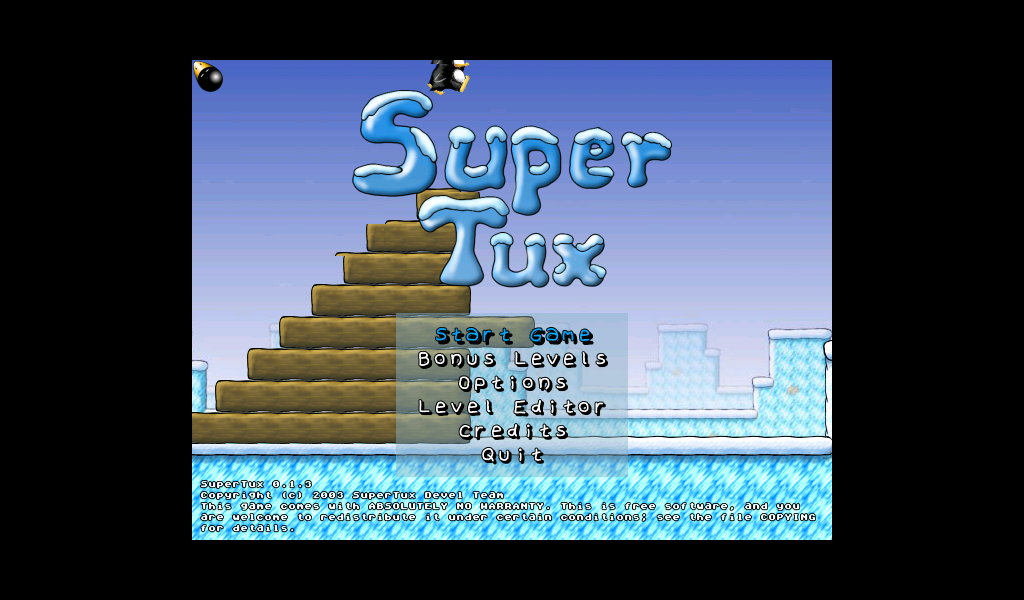 Super
Tux
Start Game
Bonus Levels
Options
Level Editor
Credits
Quit
SuperTux 0.1.3
Copyright (c) 2003 SuperTux Devel Team
This game comes with ABSOLUTELY NO WARRANTY. This is free software, and you
are welcome to redistribute it under certain conditions; see the file COPYING
for details.